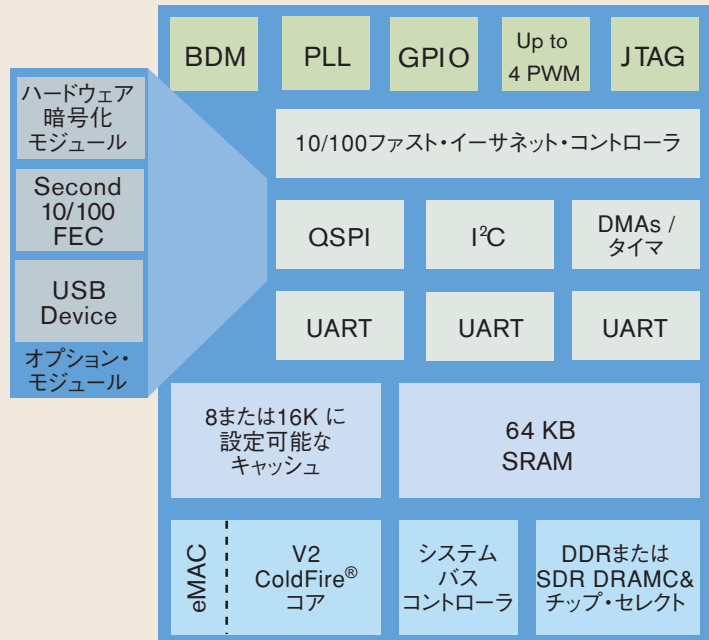 BDM
PLL
GPIO
Up to
4 PWM
JTAG
ハードウェア
暗号化
モジュール
Second
10/100
FEC
USB
Device
オプション・
モジュール
10/100ファスト・イーサネット・コントローラ
QSPI
I²C
DMAs /
タイマ
UART
UART
UART
8または16K に
設定可能な
キャッシュ
64 KB
SRAM
eMAC
V2
ColdFire®
コア
システム
バス
コントローラ
DDRまたは
SDR DRAMC&
チップ・セレクト